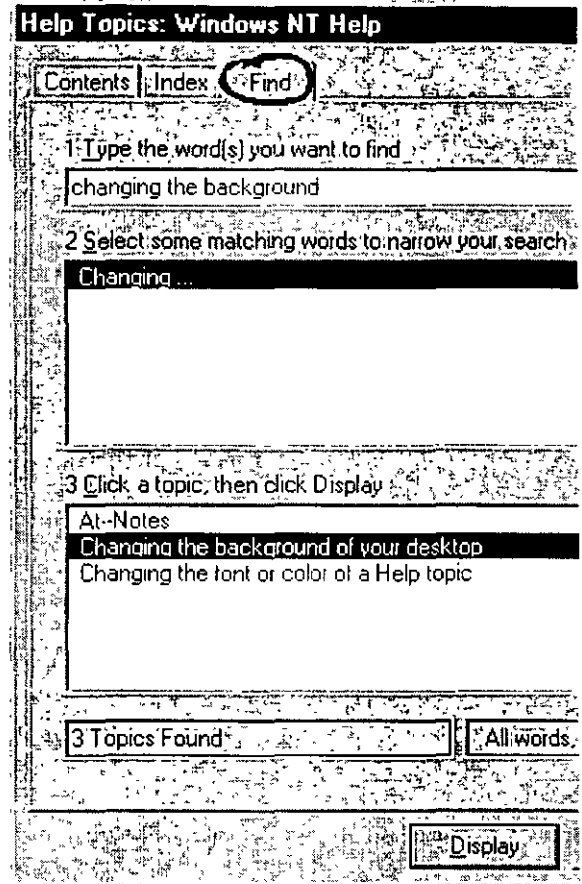 Help Topics: Windows NT Help
Contents Index Find
1 Type the word(s) you want to find
changing the background
2 Select some matching words to narrow your search
Changing ...
3 Click a topic, then click Display
At--Notes
Changing the background of your desktop
Changing the font or color of a Help topic
3 Topics Found All words,
Display